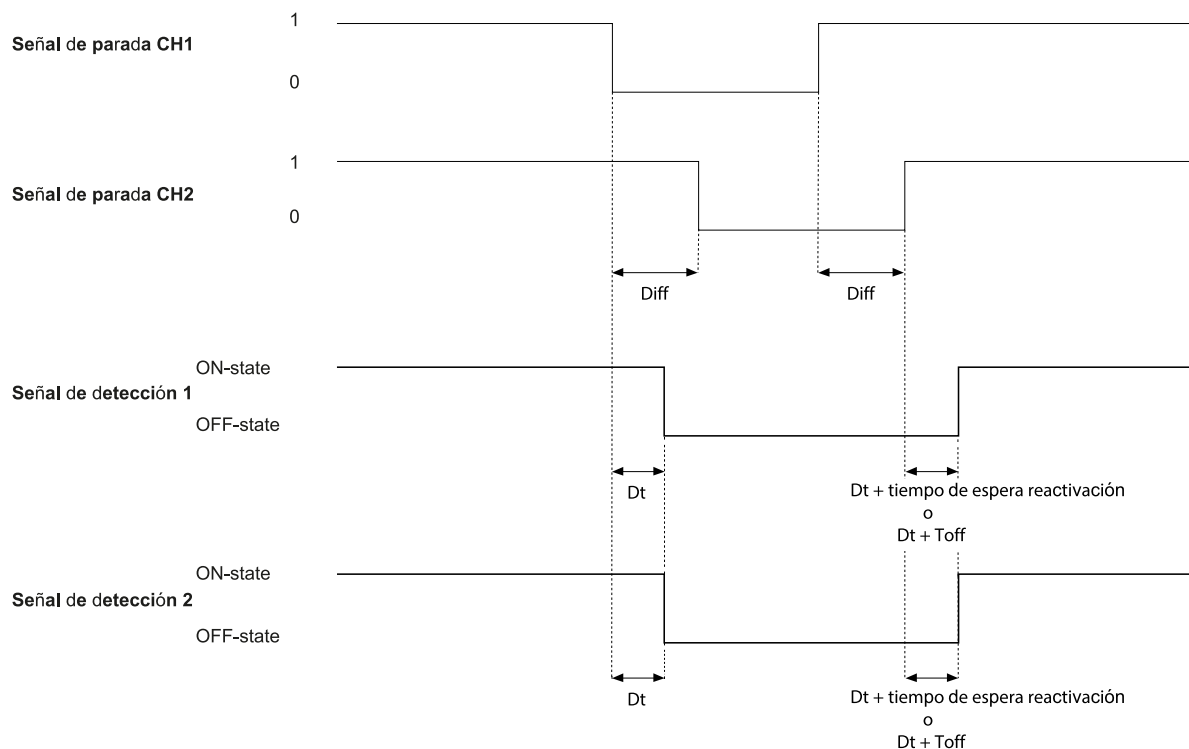 1
Señal de parada CH1
0
1
Señal de parada CH2
0
Diff
Diff
ON-state
Señal de detección 1
OFF-state
Dt
Dt + tiempo de espera reactivación
o
Dt + Toff
ON-state
Señal de detección 2
OFF-state
Dt
Dt + tiempo de espera reactivación
o
Dt + Toff